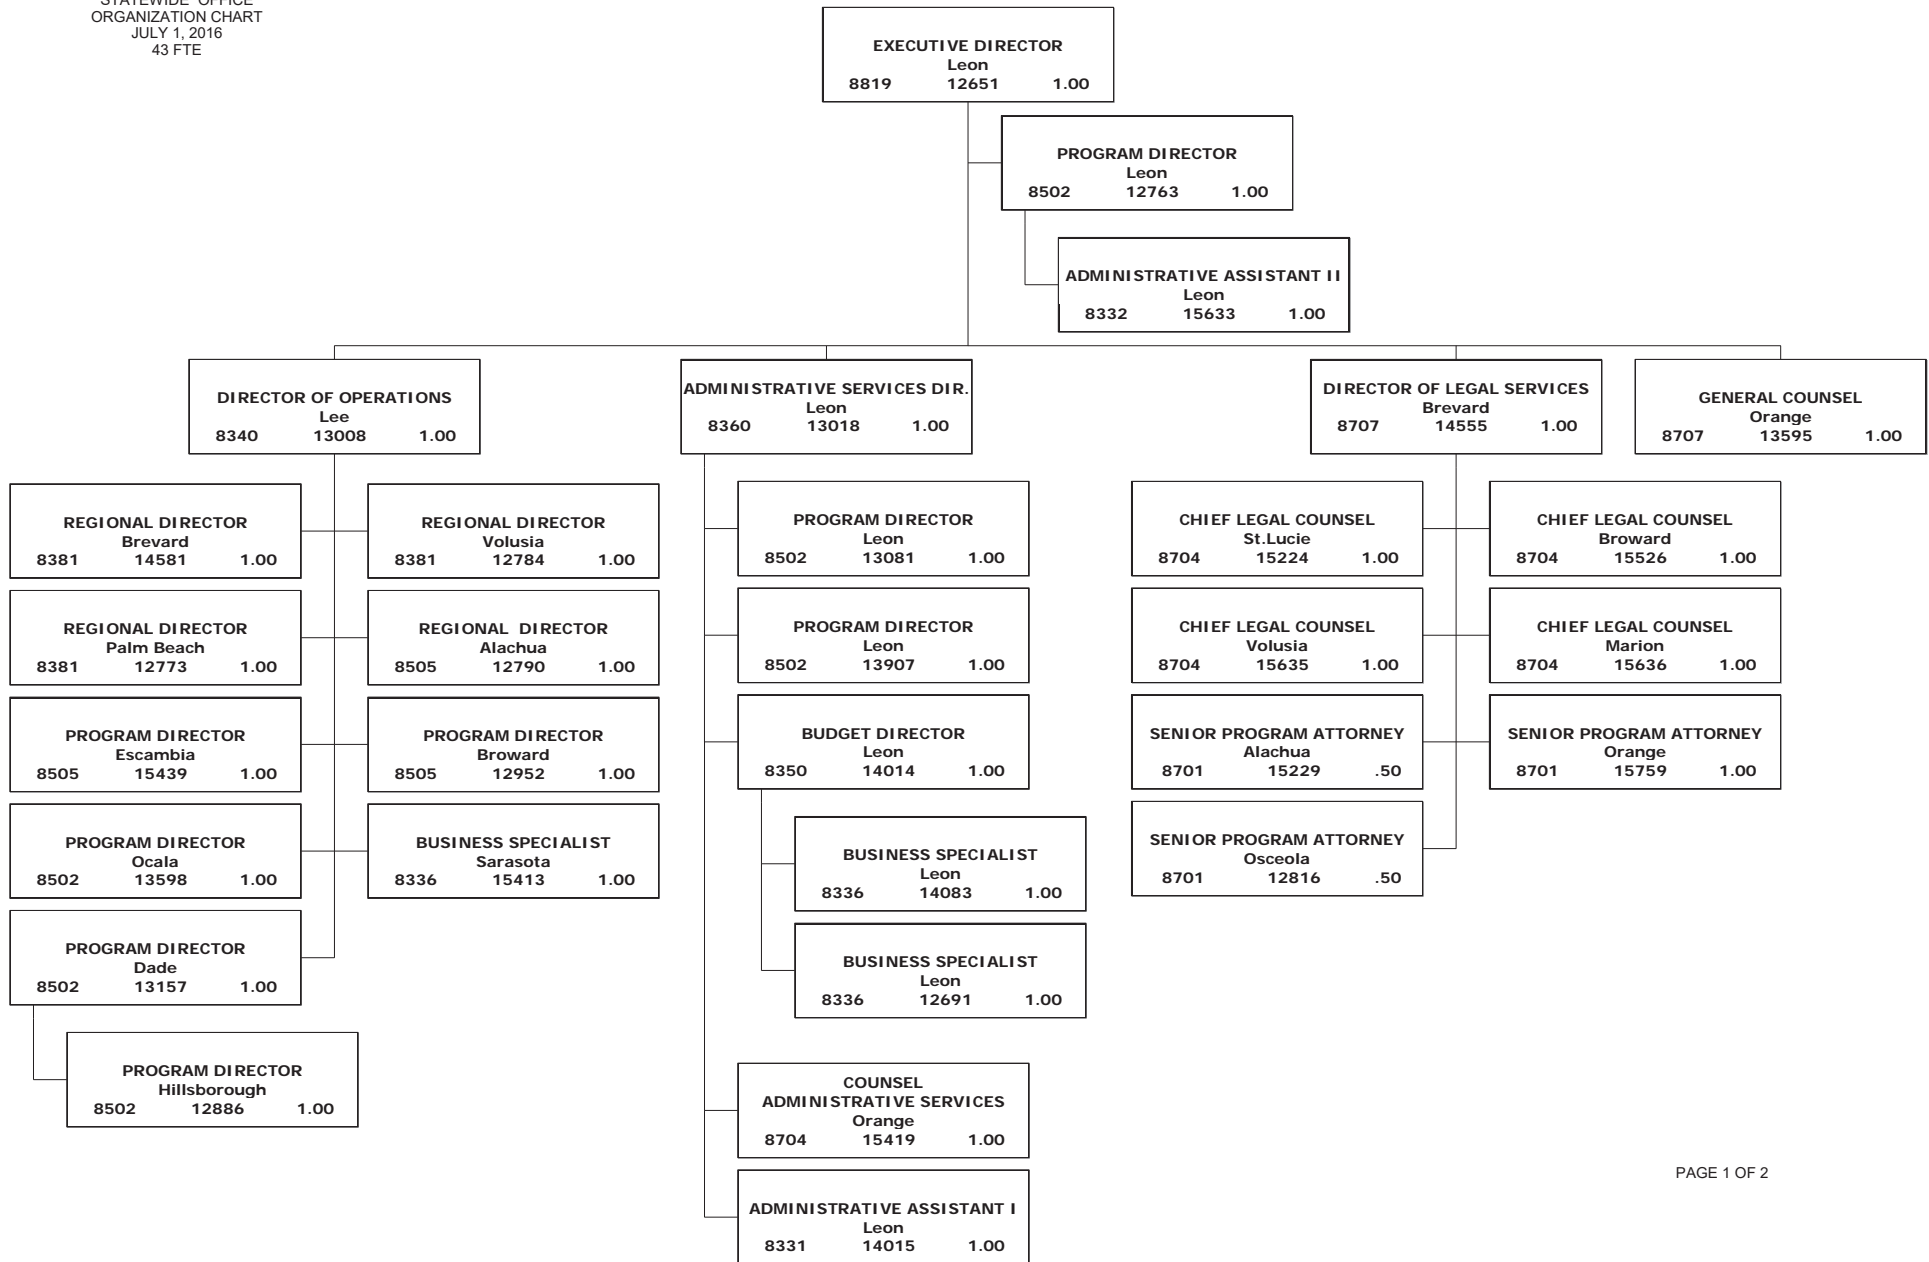 STATEWIDE OFFICE
ORGANIZATION CHART
JULY 1, 2016
43 FTE
EXECUTIVE DIRECTOR
Leon
8819 12651 1.00
PROGRAM DIRECTOR
Leon
8502 12763 1.00
ADMINISTRATIVE ASSISTANT II
Leon
8332 15633 1.00
DIRECTOR OF OPERATIONS
Lee
8340 13008 1.00
ADMINISTRATIVE SERVICES DIR.
Leon
8360 13018 1.00
DIRECTOR OF LEGAL SERVICES
Brevard
8707 14555 1.00
GENERAL COUNSEL
Orange
8707 13595 1.00
REGIONAL DIRECTOR
Brevard
8381 14581 1.00
REGIONAL DIRECTOR
Volusia
8381 12784 1.00
REGIONAL DIRECTOR
Palm Beach
8381 12773 1.00
REGIONAL DIRECTOR
Alachua
8505 12790 1.00
PROGRAM DIRECTOR
Escambia
8505 15439 1.00
PROGRAM DIRECTOR
Broward
8505 12952 1.00
PROGRAM DIRECTOR
Ocala
8502 13598 1.00
BUSINESS SPECIALIST
Sarasota
8336 15413 1.00
PROGRAM DIRECTOR
Dade
8502 13157 1.00
PROGRAM DIRECTOR
Hillsborough
8502 12886 1.00
PROGRAM DIRECTOR
Leon
8502 13081 1.00
PROGRAM DIRECTOR
Leon
8502 13907 1.00
BUDGET DIRECTOR
Leon
8350 14014 1.00
BUSINESS SPECIALIST
Leon
8336 14083 1.00
BUSINESS SPECIALIST
Leon
8336 12691 1.00
COUNSEL
ADMINISTRATIVE SERVICES
Orange
8704 15419 1.00
ADMINISTRATIVE ASSISTANT I
Leon
8331 14015 1.00
CHIEF LEGAL COUNSEL
St.Lucie
8704 15224 1.00
CHIEF LEGAL COUNSEL
Broward
8704 15526 1.00
CHIEF LEGAL COUNSEL
Volusia
8704 15635 1.00
CHIEF LEGAL COUNSEL
Marion
8704 15636 1.00
SENIOR PROGRAM ATTORNEY
Alachua
8701 15229 .50
SENIOR PROGRAM ATTORNEY
Orange
8701 15759 1.00
SENIOR PROGRAM ATTORNEY
Osceola
8701 12816 .50
PAGE 1 OF 2